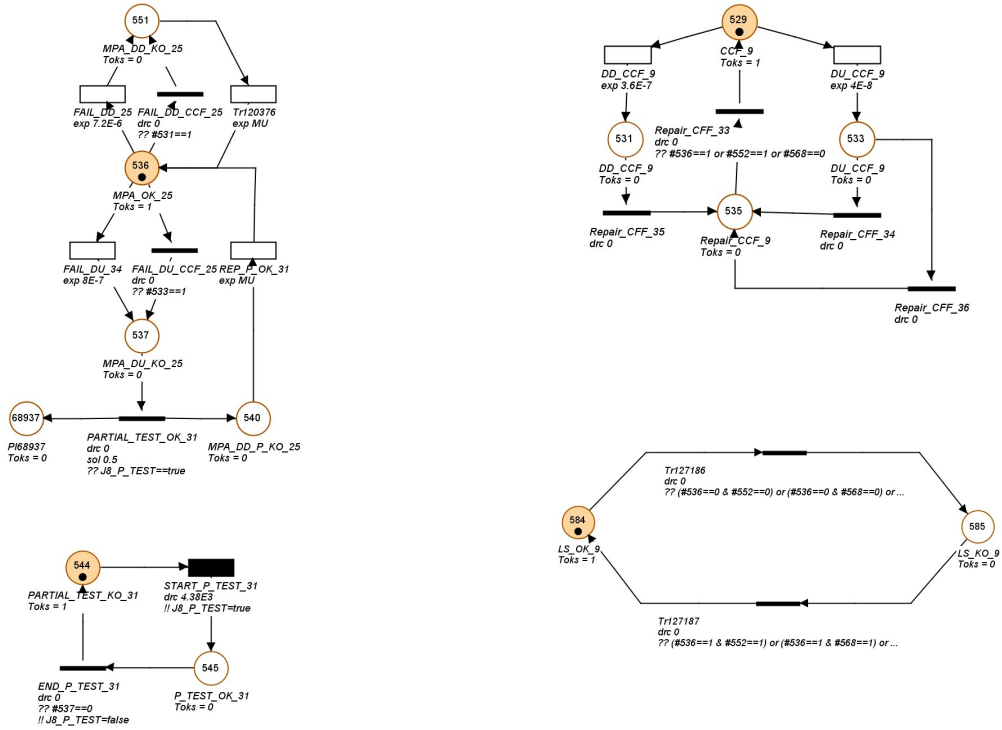 551
MPA_DD_KO_25
Toks = 0
FAIL_DD_25
exp 7.2E-6
FAIL_DD_CCF_25
drc 0
?? #531==1
Tr120376
exp MU
536
MPA_OK_25
Toks = 1
FAIL_DU_34
exp 8E-7
FAIL_DU_CCF_25
drc 0
?? #533==1
REP_P_OK_31
exp MU
537
MPA_DU_KO_25
Toks = 0
68937
PI68937
Toks = 0
PARTIAL_TEST_OK_31
drc 0
sol 0.5
?? J8_P_TEST==true
540
MPA_DD_P_KO_25
Toks = 0
529
CCF_9
Toks = 1
DD_CCF_9
exp 3.6E-7
DU_CCF_9
exp 4E-8
Repair_CFF_33
drc 0
?? #536==1 or #552==1 or #568==0
531
DD_CCF_9
Toks = 0
533
DU_CCF_9
Toks = 0
Repair_CFF_35
drc 0
535
Repair_CCF_9
Toks = 0
Repair_CFF_34
drc 0
Repair_CFF_36
drc 0
544
PARTIAL_TEST_KO_31
Toks = 1
START_P_TEST_31
drc 4.38E3
!! J8_P_TEST=true
545
P_TEST_OK_31
Toks = 0
END_P_TEST_31
drc 0
?? #537==0
!! J8_P_TEST=false
Tr127186
drc 0
?? (#536==0 & #552==0) or (#536==0 & #568==0) or ...
584
LS_OK_9
Toks = 1
585
LS_KO_9
Toks = 0
Tr127187
drc 0
?? (#536==1 & #552==1) or (#536==1 & #568==1) or ...